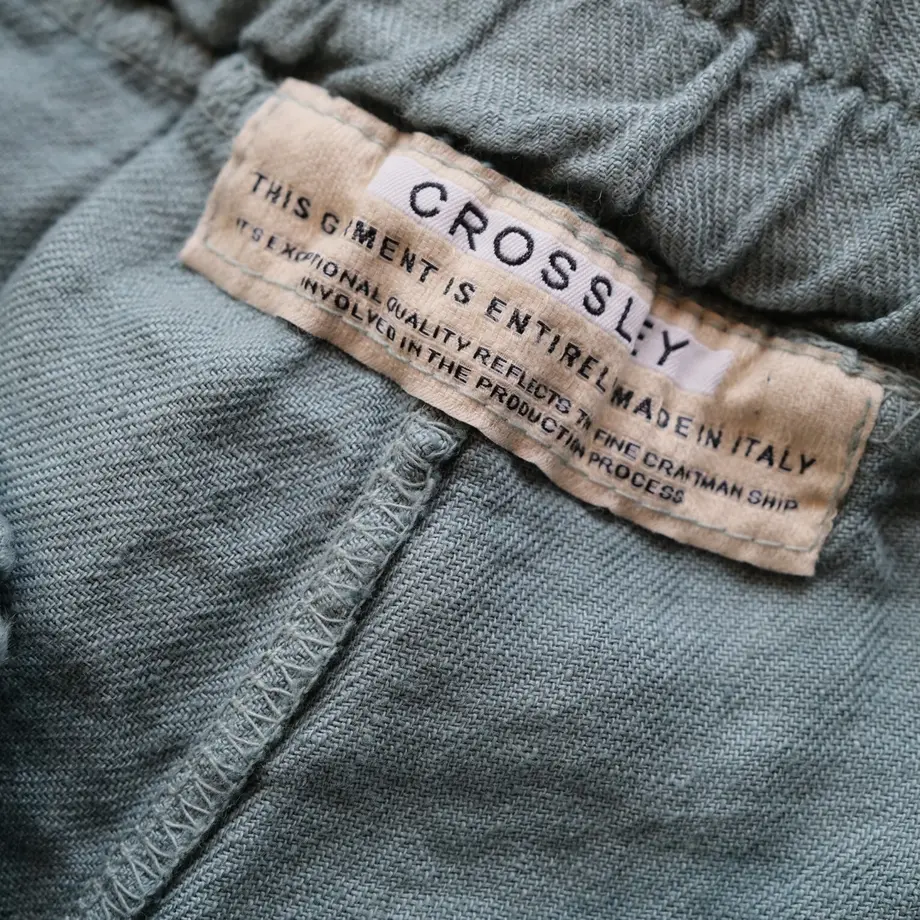 CROSSLEY
THIS GMENT IS ENTIREL MADE IN ITALY
IT'S EXCPTIONAL QUALITY REFLECTS TH FINE CRAFTMAN SHIP
INVOLVED IN THE PRODUCTIN PROCESS